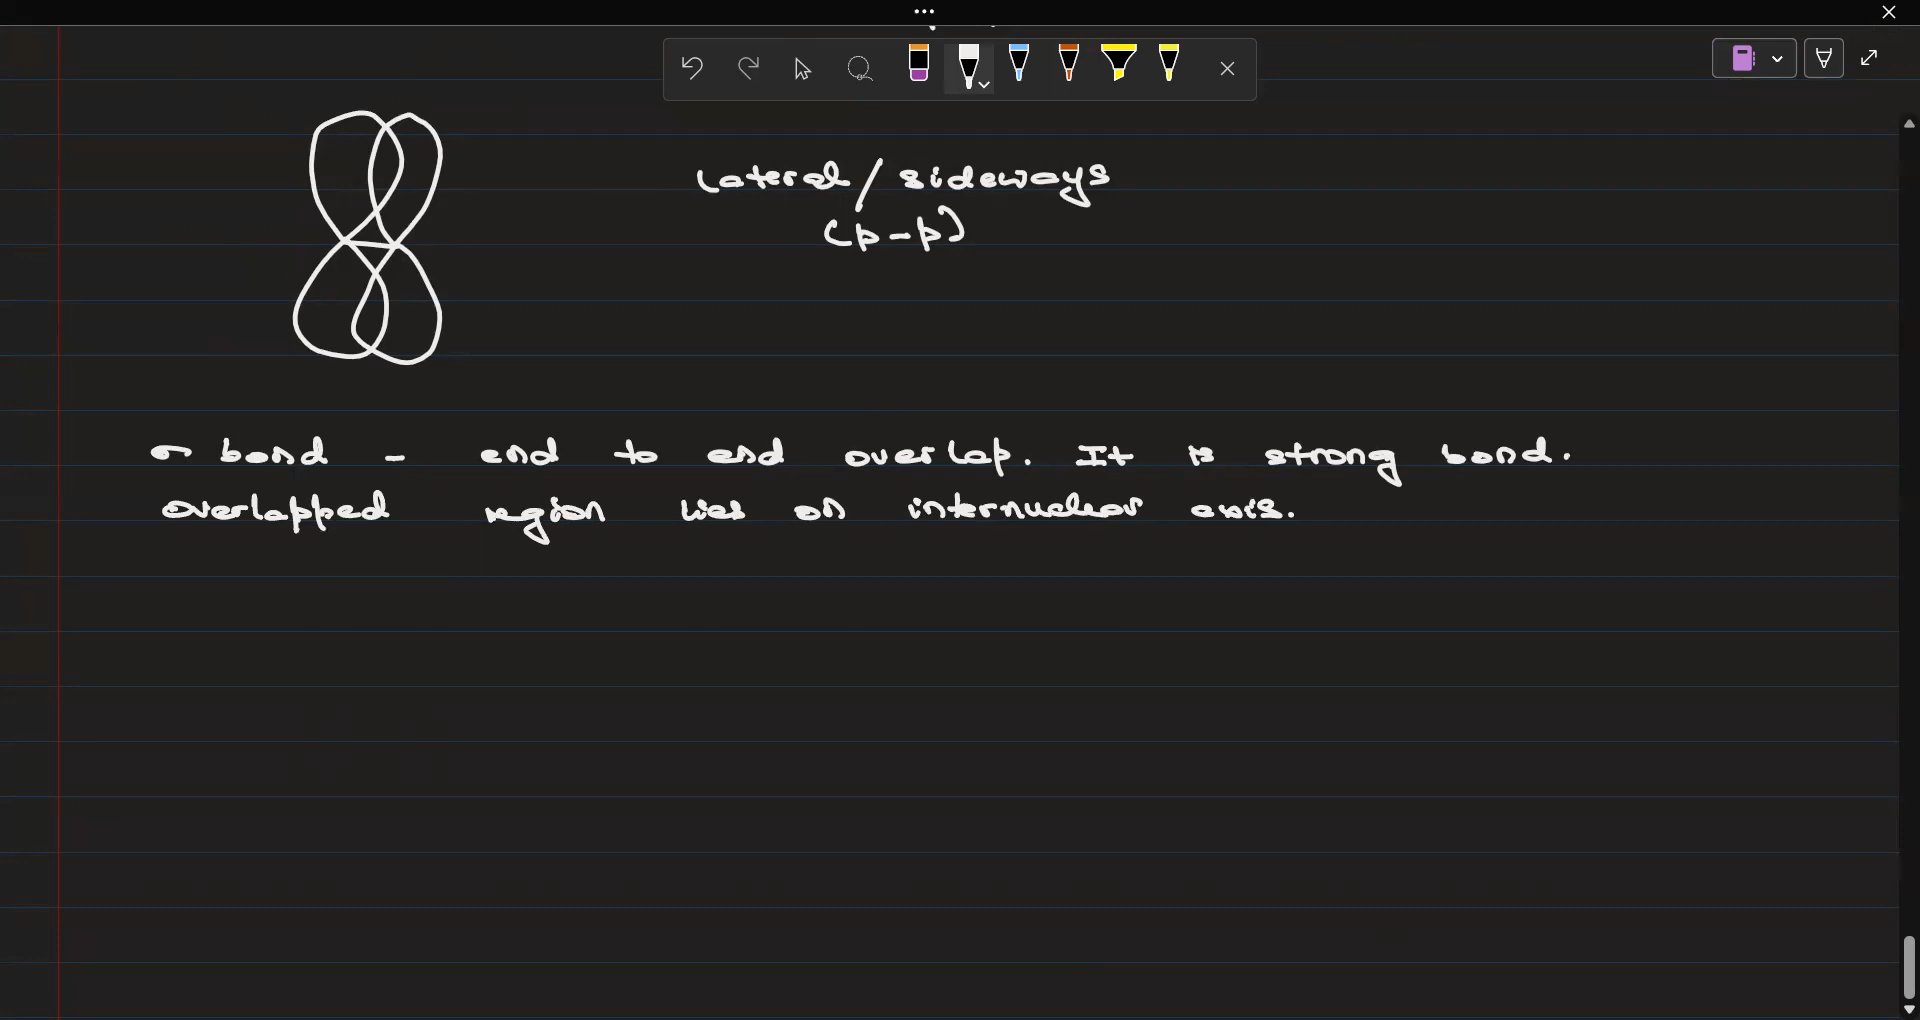 Lateral / sideways
(p-p)
σ bond - end to end overlap. It is strong bond.
overlapped region lies on internuclear axis.